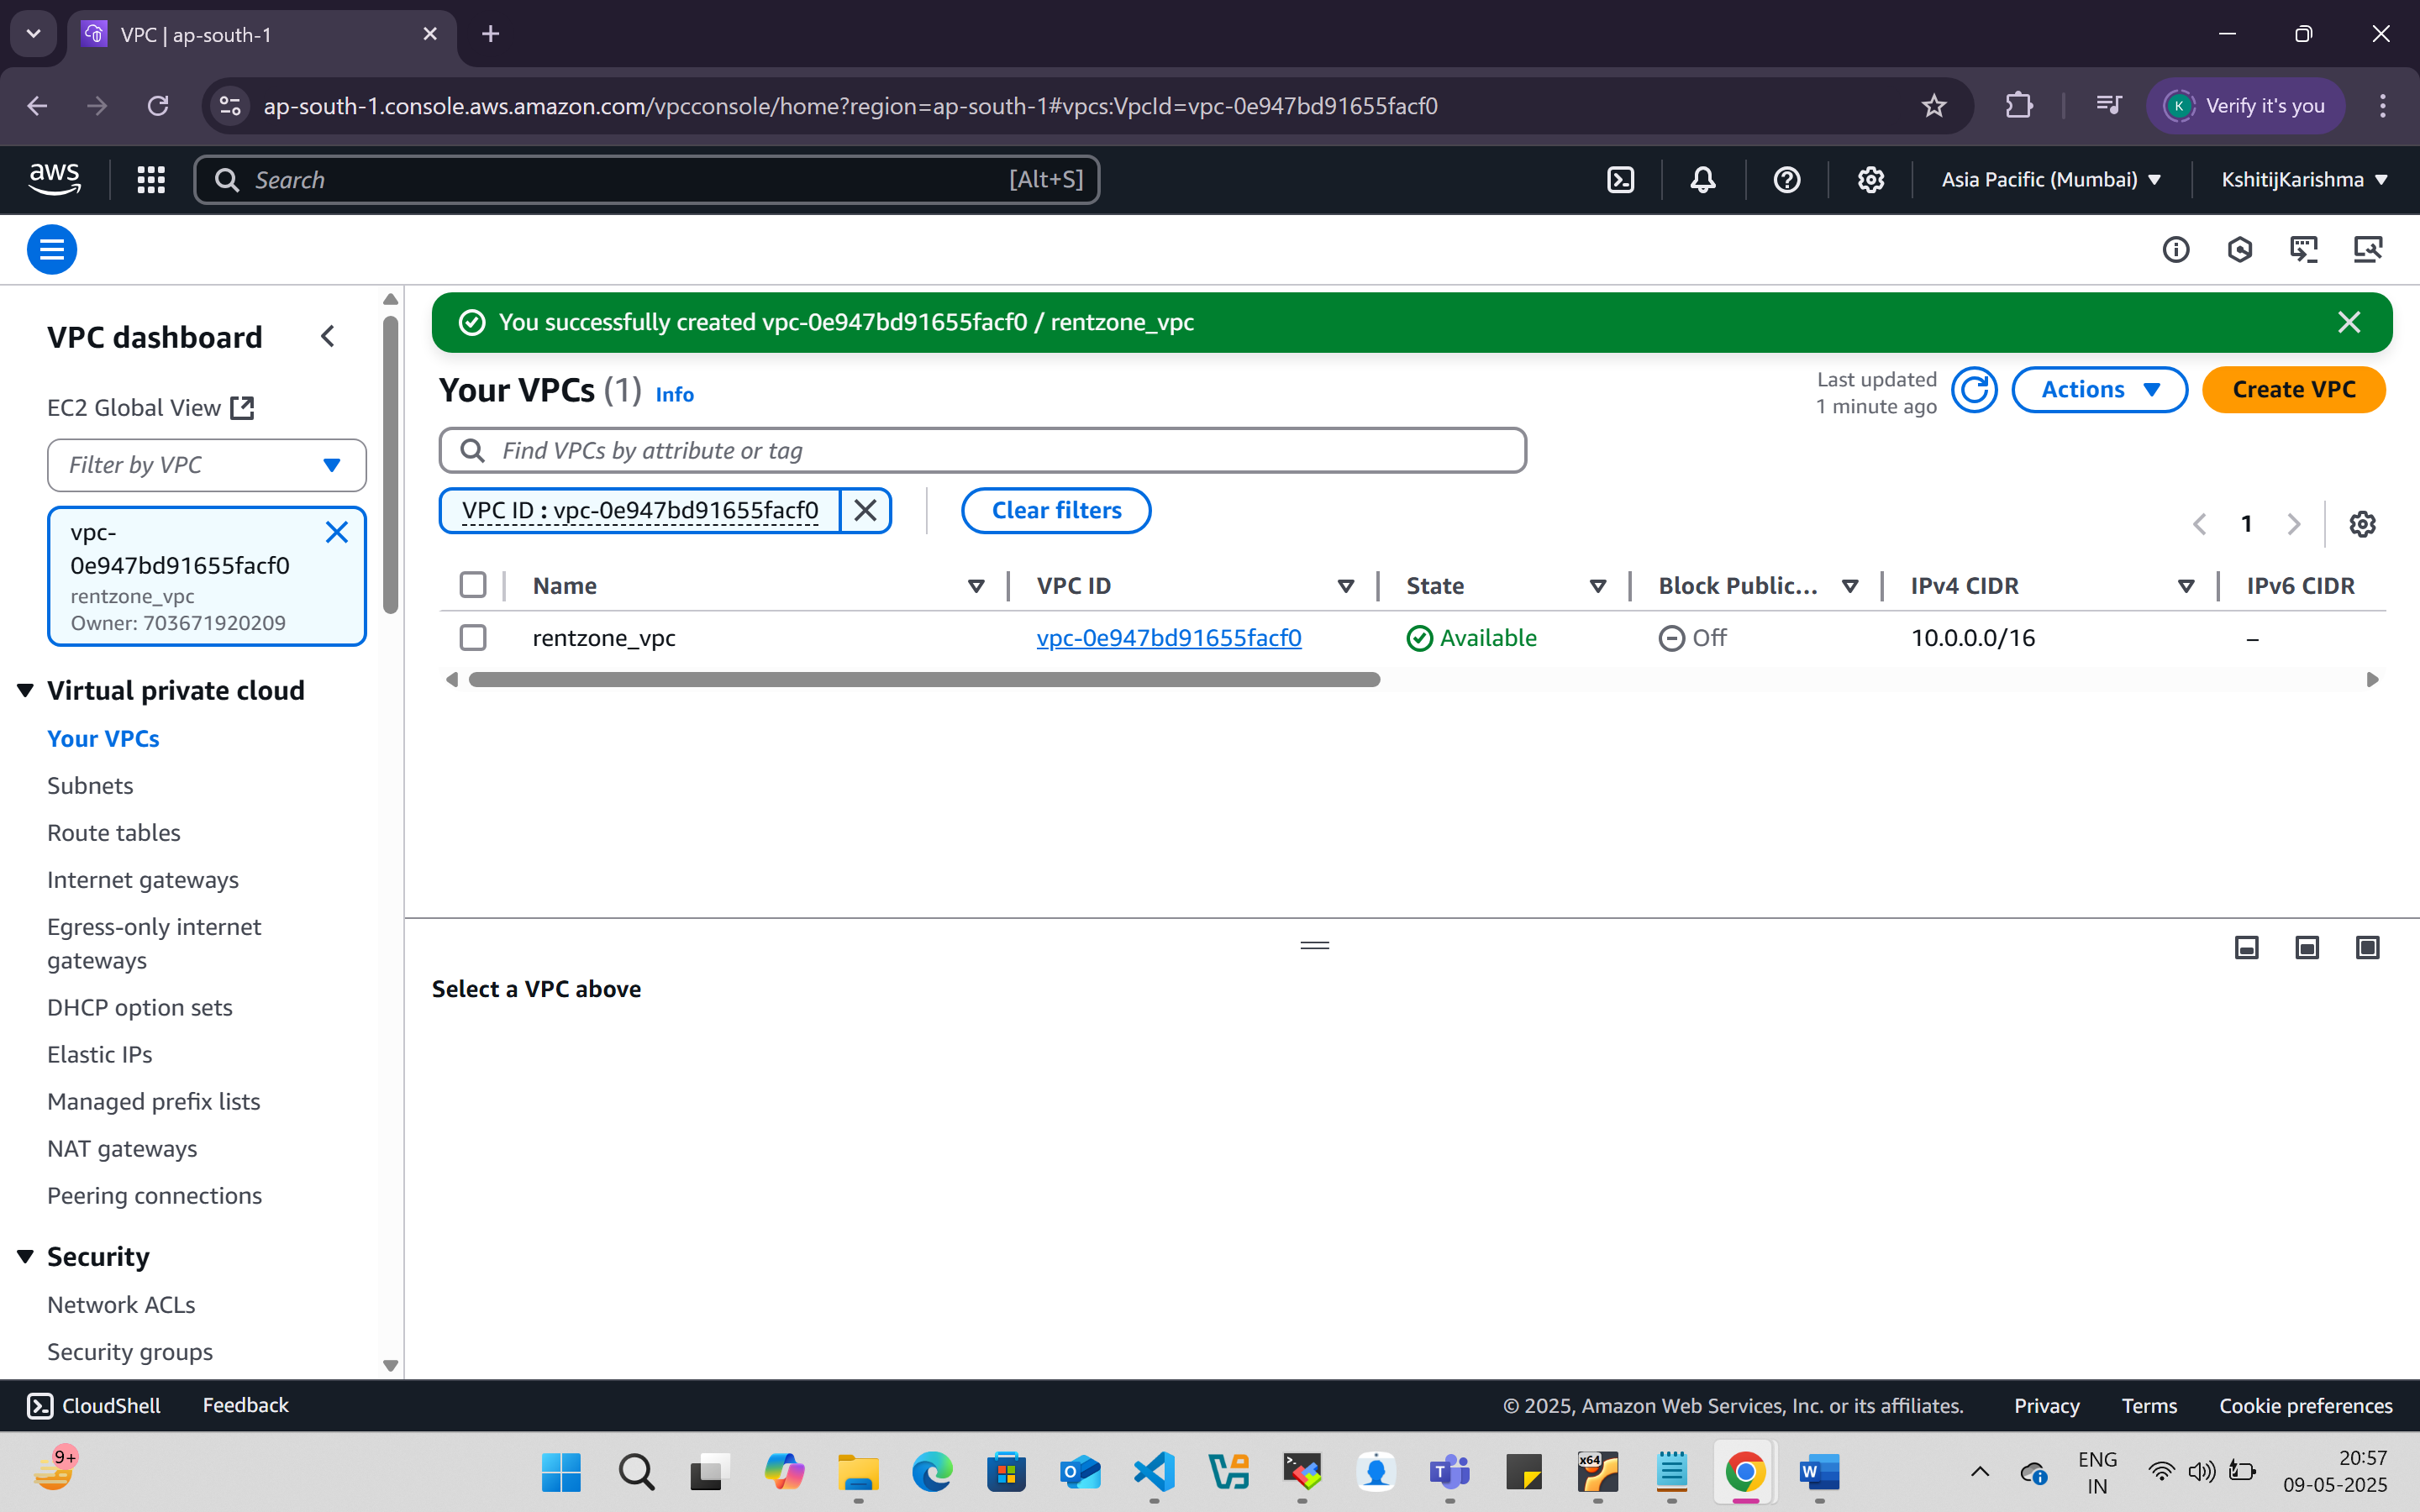 VPC | ap-south-1
ap-south-1.console.aws.amazon.com/vpcconsole/home?region=ap-south-1#vpcs:VpcId=vpc-0e947bd91655facf0
K Verify it's you
aws
Search [Alt+S]
Asia Pacific (Mumbai)
KshitijKarishma
VPC dashboard
EC2 Global View
Filter by VPC
vpc-
0e947bd91655facf0
rentzone_vpc
Owner: 703671920209
Virtual private cloud
Your VPCs
Subnets
Route tables
Internet gateways
Egress-only internet
gateways
DHCP option sets
Elastic IPs
Managed prefix lists
NAT gateways
Peering connections
Security
Network ACLs
Security groups
You successfully created vpc-0e947bd91655facf0 / rentzone_vpc
Your VPCs (1) Info
Last updated
1 minute ago
Actions
Create VPC
Find VPCs by attribute or tag
VPC ID : vpc-0e947bd91655facf0
Clear filters
1
Name VPC ID State Block Public... IPv4 CIDR IPv6 CIDR
rentzone_vpc vpc-0e947bd91655facf0 Available Off 10.0.0.0/16 –
Select a VPC above
CloudShell Feedback © 2025, Amazon Web Services, Inc. or its affiliates. Privacy Terms Cookie preferences
9+
x64
ENG
IN
20:57
09-05-2025